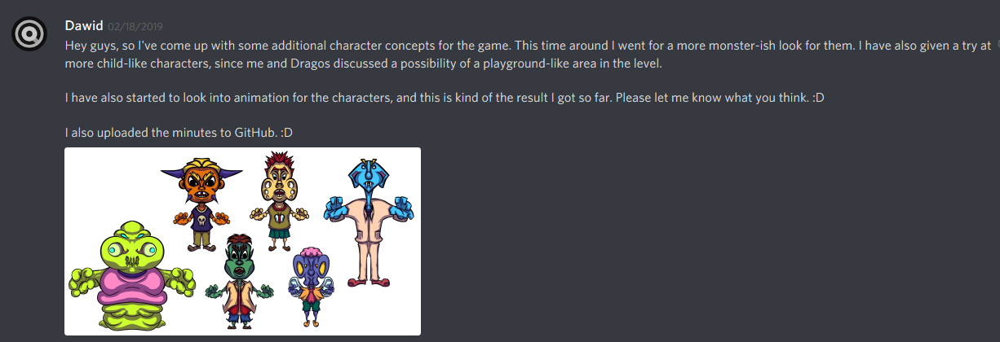 Dawid 02/18/2019
Hey guys, so I've come up with some additional character concepts for the game. This time around I went for a more monster-ish look for them. I have also given a try at
more child-like characters, since me and Dragos discussed a possibility of a playground-like area in the level.
I have also started to look into animation for the characters, and this is kind of the result I got so far. Please let me know what you think. :D
I also uploaded the minutes to GitHub. :D